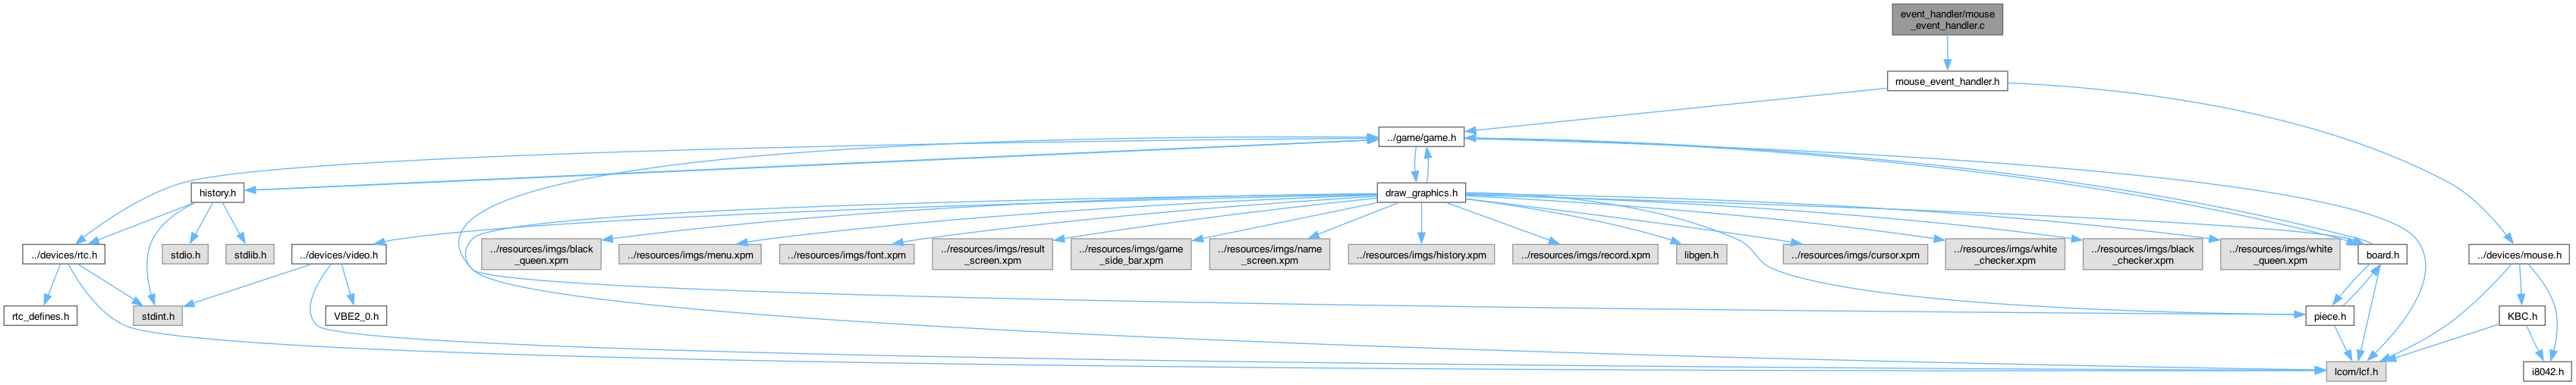 event_handler/mouse
_event_handler.c
mouse_event_handler.h
../game/game.h
history.h
draw_graphics.h
../devices/rtc.h
stdio.h
stdlib.h
../devices/video.h
../resources/imgs/black
_queen.xpm
../resources/imgs/menu.xpm
../resources/imgs/font.xpm
../resources/imgs/result
_screen.xpm
../resources/imgs/game
_side_bar.xpm
../resources/imgs/name
_screen.xpm
../resources/imgs/history.xpm
../resources/imgs/record.xpm
libgen.h
../resources/imgs/cursor.xpm
../resources/imgs/white
_checker.xpm
../resources/imgs/black
_checker.xpm
../resources/imgs/white
_queen.xpm
board.h
../devices/mouse.h
rtc_defines.h
stdint.h
VBE2_0.h
piece.h
KBC.h
lcom/lcf.h
i8042.h